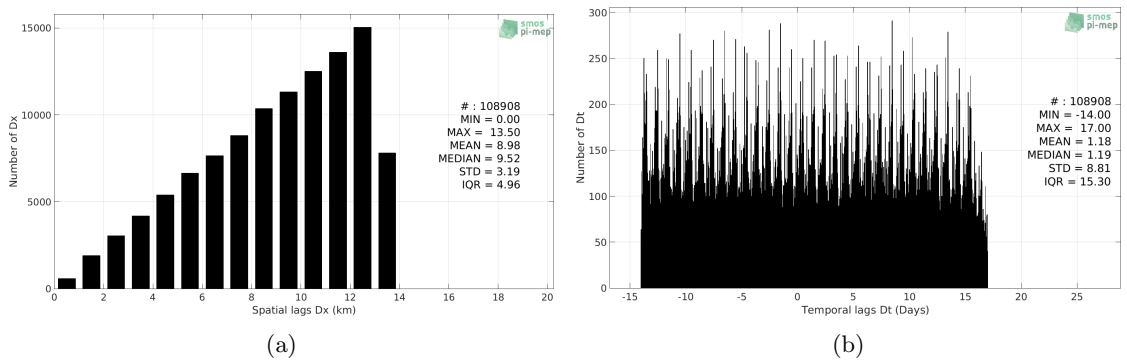 15000
10000
5000
0
Number of Dx
0 2 4 6 8 10 12 14 16 18 20
Spatial lags Dx (km)
smos
pi-mep
# : 108908
MIN = 0.00
MAX = 13.50
MEAN = 8.98
MEDIAN = 9.52
STD = 3.19
IQR = 4.96
(a)
300
250
200
150
100
50
0
Number of Dt
-15 -10 -5 0 5 10 15 20 25
Temporal lags Dt (Days)
smos
pi-mep
# : 108908
MIN = -14.00
MAX = 17.00
MEAN = 1.18
MEDIAN = 1.19
STD = 8.81
IQR = 15.30
(b)